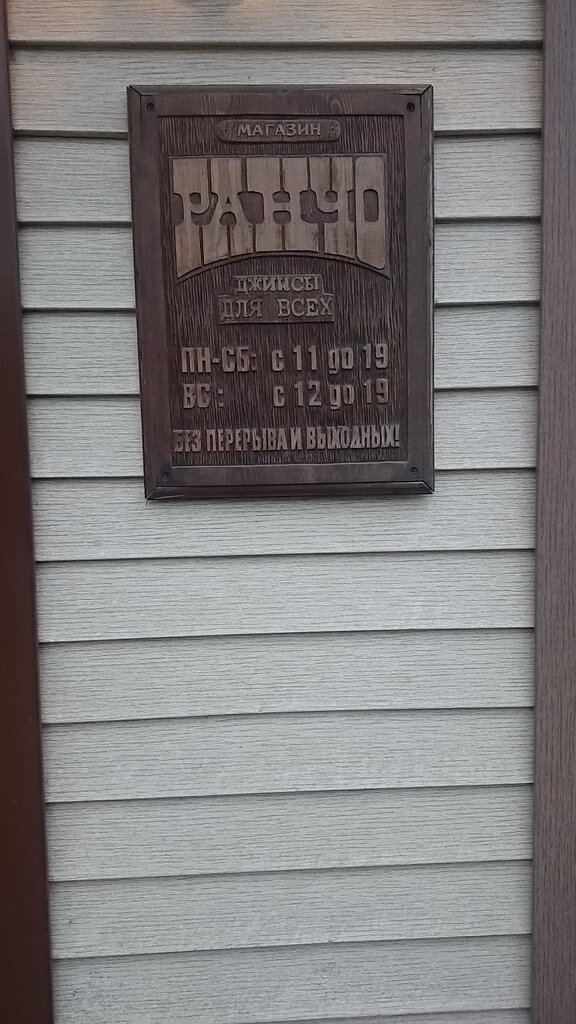 МАГАЗИН
РАНЧО
ДЖИНСЫ
ДЛЯ ВСЕХ
ПН-СБ: с 11 до 19
ВС: с 12 до 19
БЕЗ ПЕРЕРЫВА И ВЫХОДНЫХ!